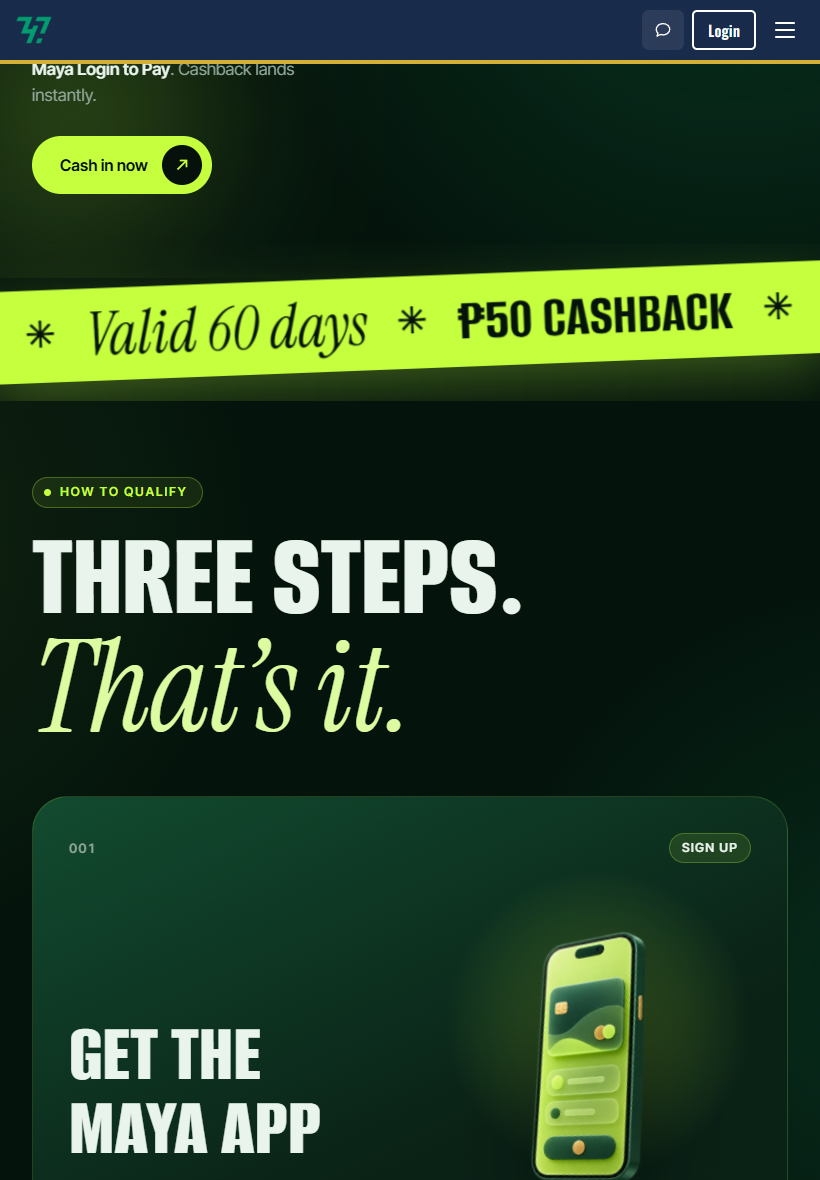 Login
Maya Login to Pay. Cashback lands
instantly.
Cash in now
Valid 60 days
₱50 CASHBACK
HOW TO QUALIFY
THREE STEPS.
That’s it.
001
SIGN UP
GET THE
MAYA APP